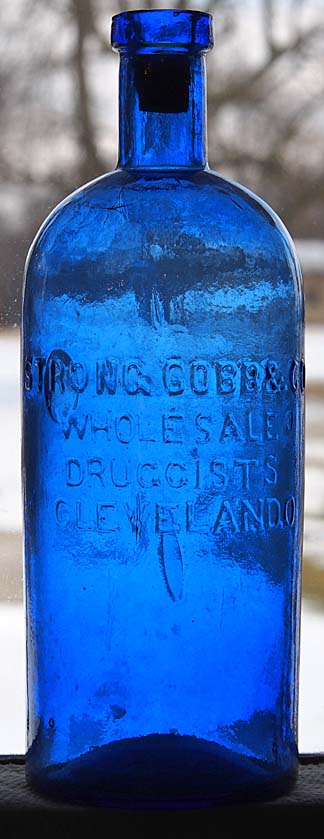 STRONG COBB & CO
WHOLESALE
DRUGGISTS
CLEVELAND.O